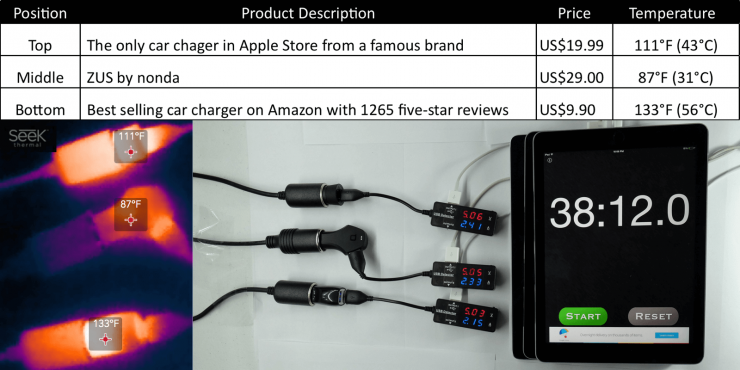 Position Product Description Price Temperature
Top The only car chager in Apple Store from a famous brand US$19.99 111°F (43°C)
Middle ZUS by nonda US$29.00 87°F (31°C)
Bottom Best selling car charger on Amazon with 1265 five-star reviews US$9.90 133°F (56°C)
Seek
thermal
111°F
87°F
133°F
5.06 V
2.41 A
5.05 V
2.33 A
5.03 V
2.15 A
38:12.0
START RESET